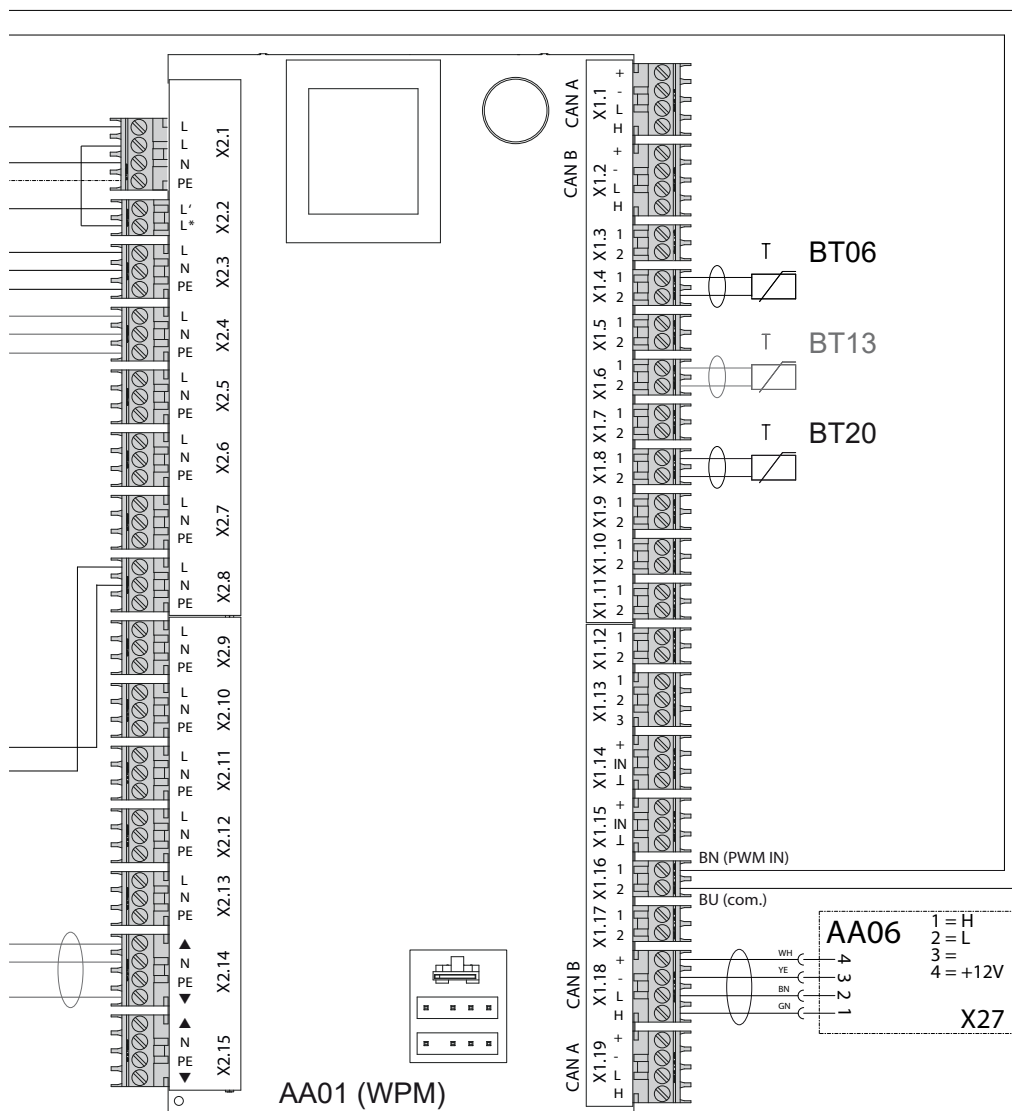 L
L
N
PE
X2.1
L'
L*
X2.2
L
N
PE
X2.3
L
N
PE
X2.4
L
N
PE
X2.5
L
N
PE
X2.6
L
N
PE
X2.7
L
N
PE
X2.8
L
N
PE
X2.9
L
N
PE
X2.10
L
N
PE
X2.11
L
N
PE
X2.12
L
N
PE
X2.13
▲
N
PE
▼
X2.14
▲
N
PE
▼
X2.15
AA01 (WPM)
CAN A
X1.1
+
-
L
H
CAN B
X1.2
+
-
L
H
X1.3
1
2
X1.4
1
2
T BT06
X1.5
1
2
X1.6
1
2
T BT13
X1.7
1
2
X1.8
1
2
T BT20
X1.9
1
2
X1.10
1
2
X1.11
1
2
X1.12
1
2
X1.13
1
2
3
X1.14
+
IN
⊥
X1.15
+
IN
⊥
X1.16
1
2
BN (PWM IN)
BU (com.)
X1.17
1
2
CAN B
X1.18
+
-
L
H
WH
YE
BN
GN
4
3
2
1
AA06
1 = H
2 = L
3 =
4 = +12V
X27
CAN A
X1.19
+
-
L
H